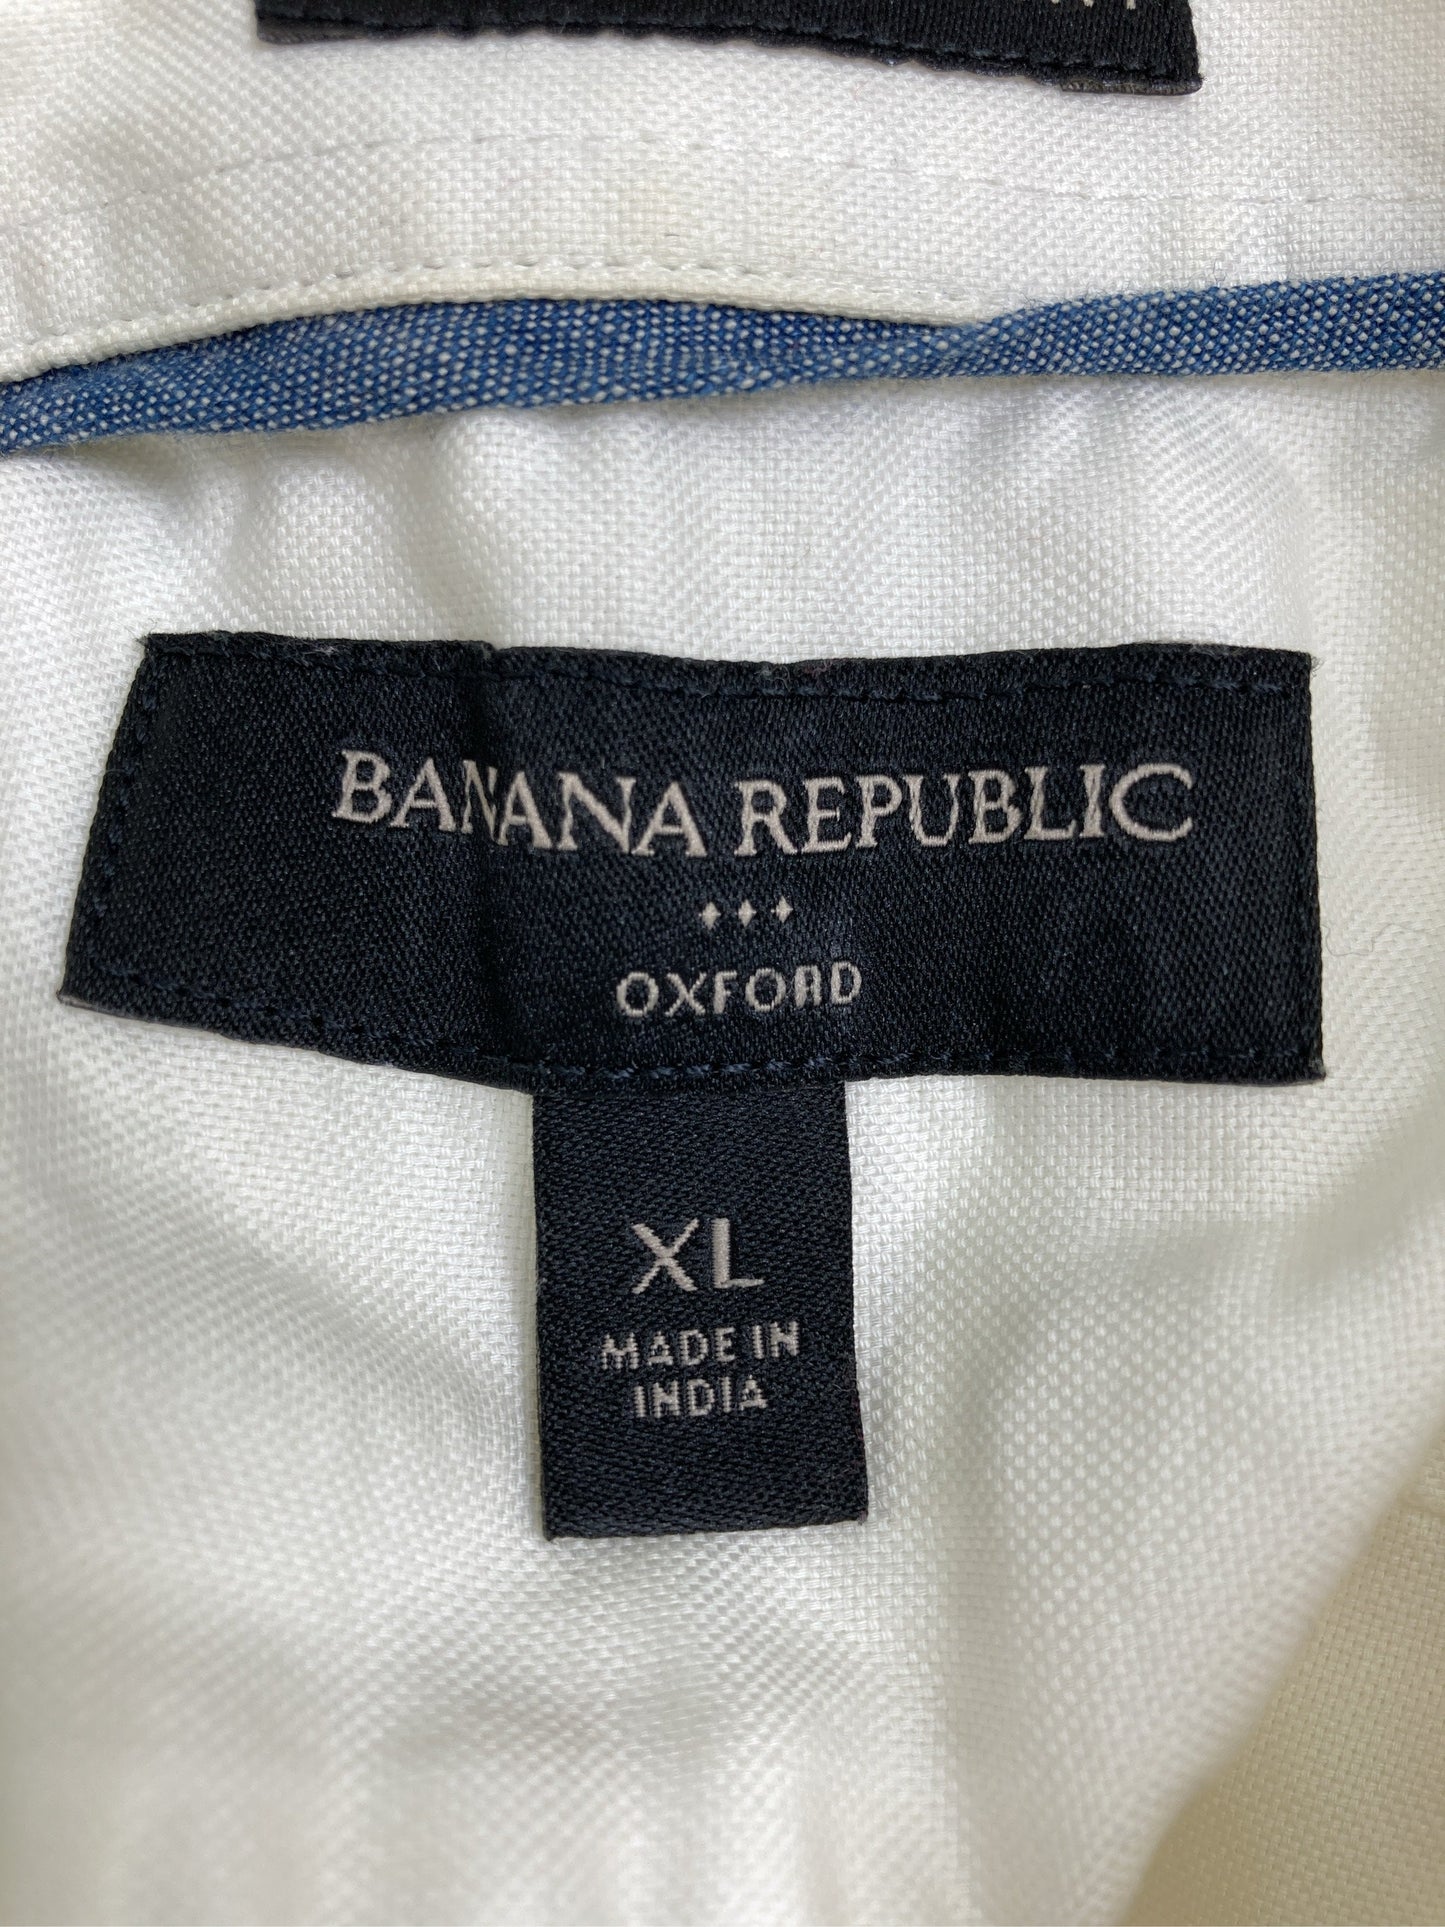 BANANA REPUBLIC
OXFORD
XL
MADE IN
INDIA